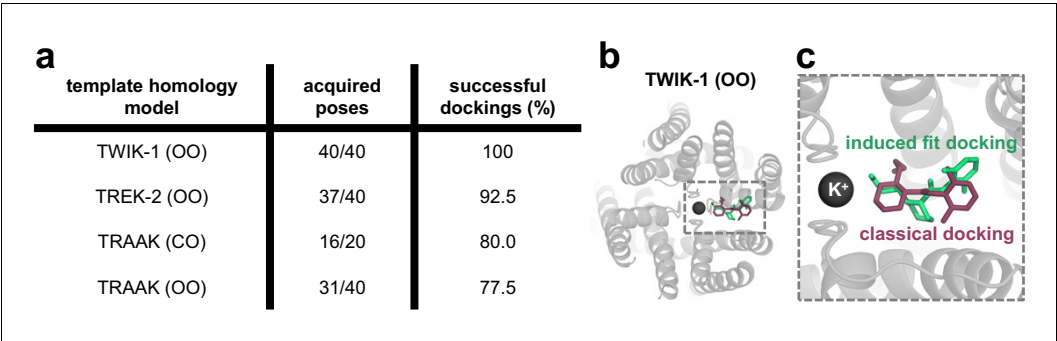 a
template homology model
acquired poses
successful dockings (%)
TWIK-1 (OO)
40/40
100
TREK-2 (OO)
37/40
92.5
TRAAK (CO)
16/20
80.0
TRAAK (OO)
31/40
77.5
b
TWIK-1 (OO)
c
induced fit docking
K⁺
classical docking